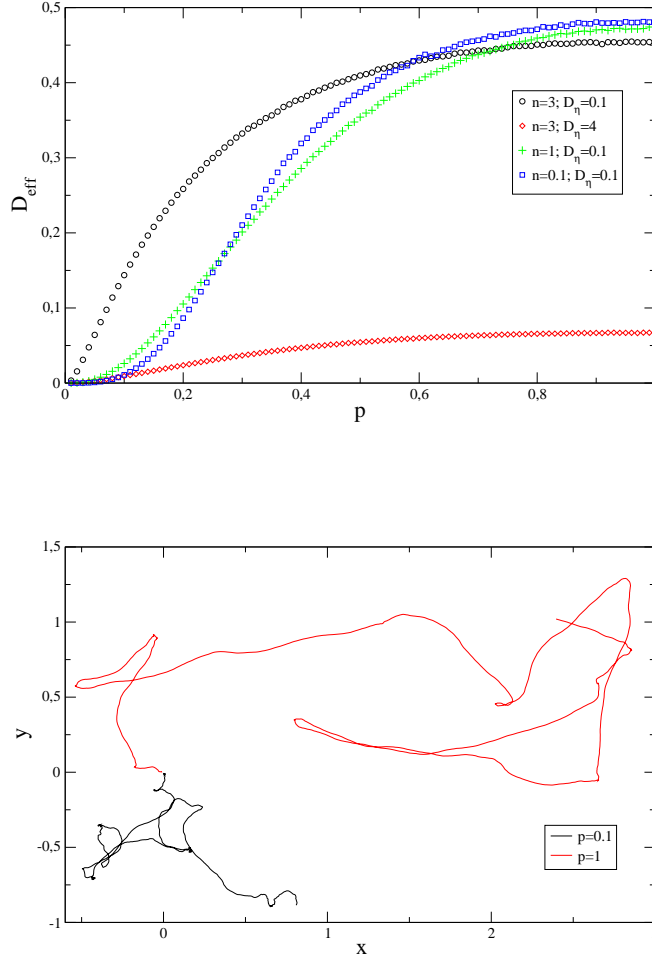 0,5
0,4
0,3
0,2
0,1
0
D_eff
n=3; D_η=0.1
n=3; D_η=4
n=1; D_η=0.1
n=0.1; D_η=0.1
0 0,2 0,4 0,6 0,8
p
1,5
1
0,5
0
-0,5
-1
y
p=0.1
p=1
0 1 2
x